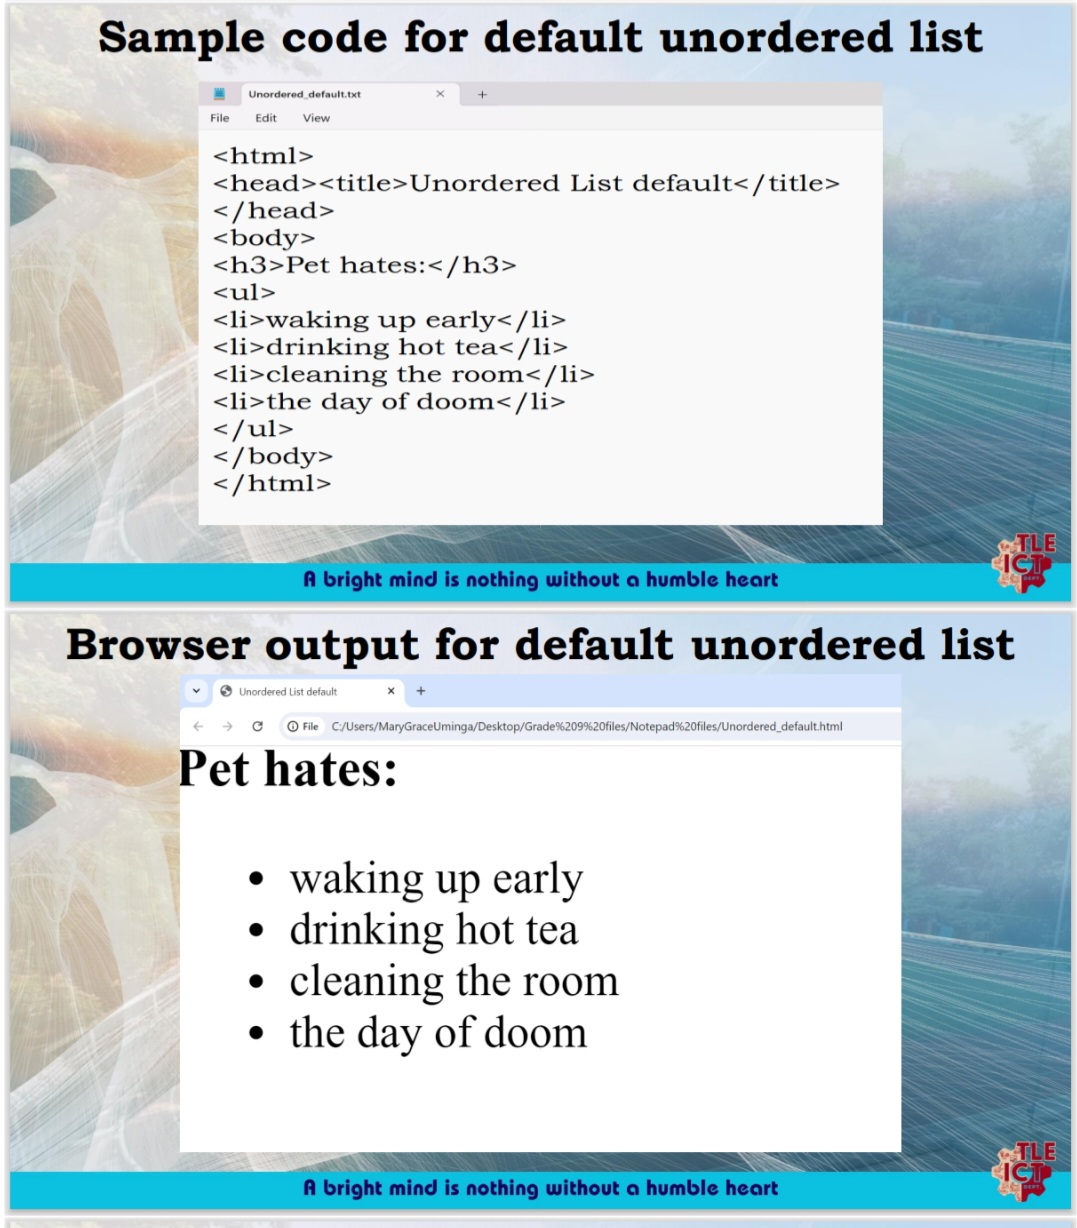 Sample code for default unordered list
Unordered_default.txt × +
File Edit View
<html>
<head><title>Unordered List default</title>
</head>
<body>
<h3>Pet hates:</h3>
<ul>
<li>waking up early</li>
<li>drinking hot tea</li>
<li>cleaning the room</li>
<li>the day of doom</li>
</ul>
</body>
</html>
TLE
ICT
DEPT.
A bright mind is nothing without a humble heart
Browser output for default unordered list
Unordered List default × +
File C:/Users/MaryGraceUminga/Desktop/Grade%209%20files/Notepad%20files/Unordered_default.html
Pet hates:
• waking up early
• drinking hot tea
• cleaning the room
• the day of doom
TLE
ICT
DEPT.
A bright mind is nothing without a humble heart